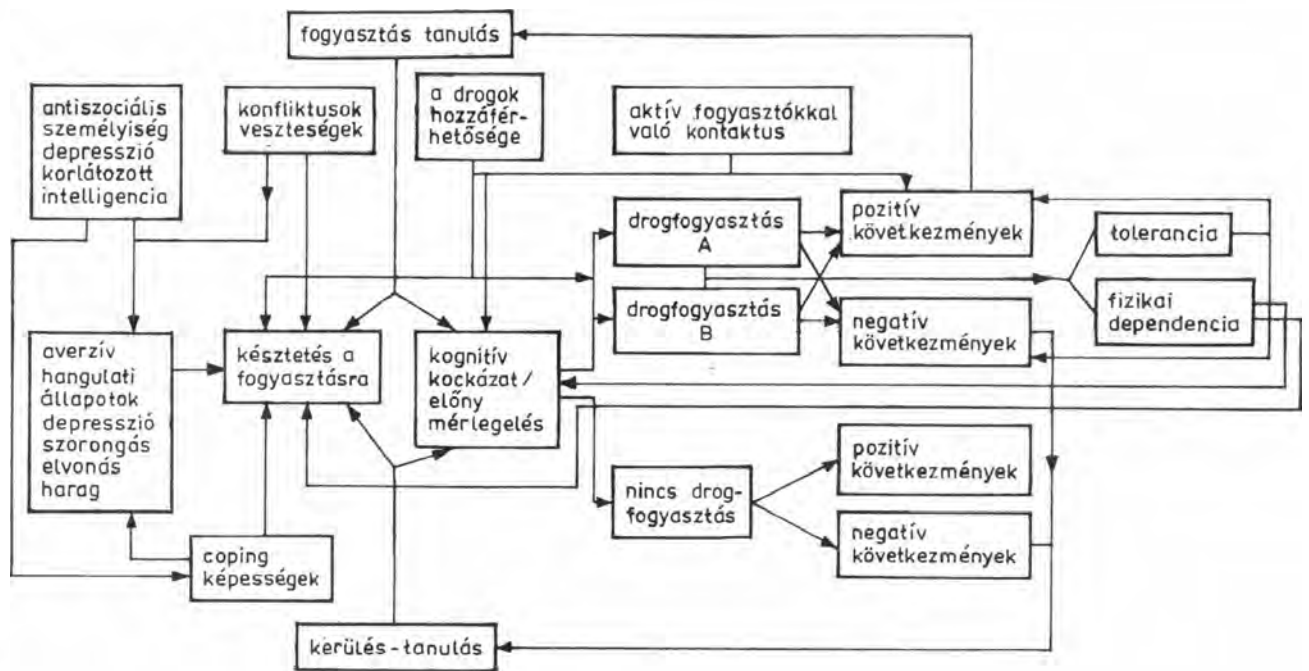 fogyasztás tanulás
antiszociális
személyiség
depresszió
korlátozott
intelligencia
konfliktusok
veszteségek
a drogok
hozzáfér-
hetősége
aktív fogyasztókkal
való kontaktus
drogfogyasztás
A
pozitív
következmények
tolerancia
drogfogyasztás
B
negatív
következmények
fizikai
dependencia
averzív
hangulati
állapotok
depresszió
szorongás
elvonás
harag
késztetés a
fogyasztásra
kognitív
kockázat/
előny
mérlegelés
pozitív
következmények
nincs drog-
fogyasztás
negatív
következmények
coping
képességek
kerülés-tanulás